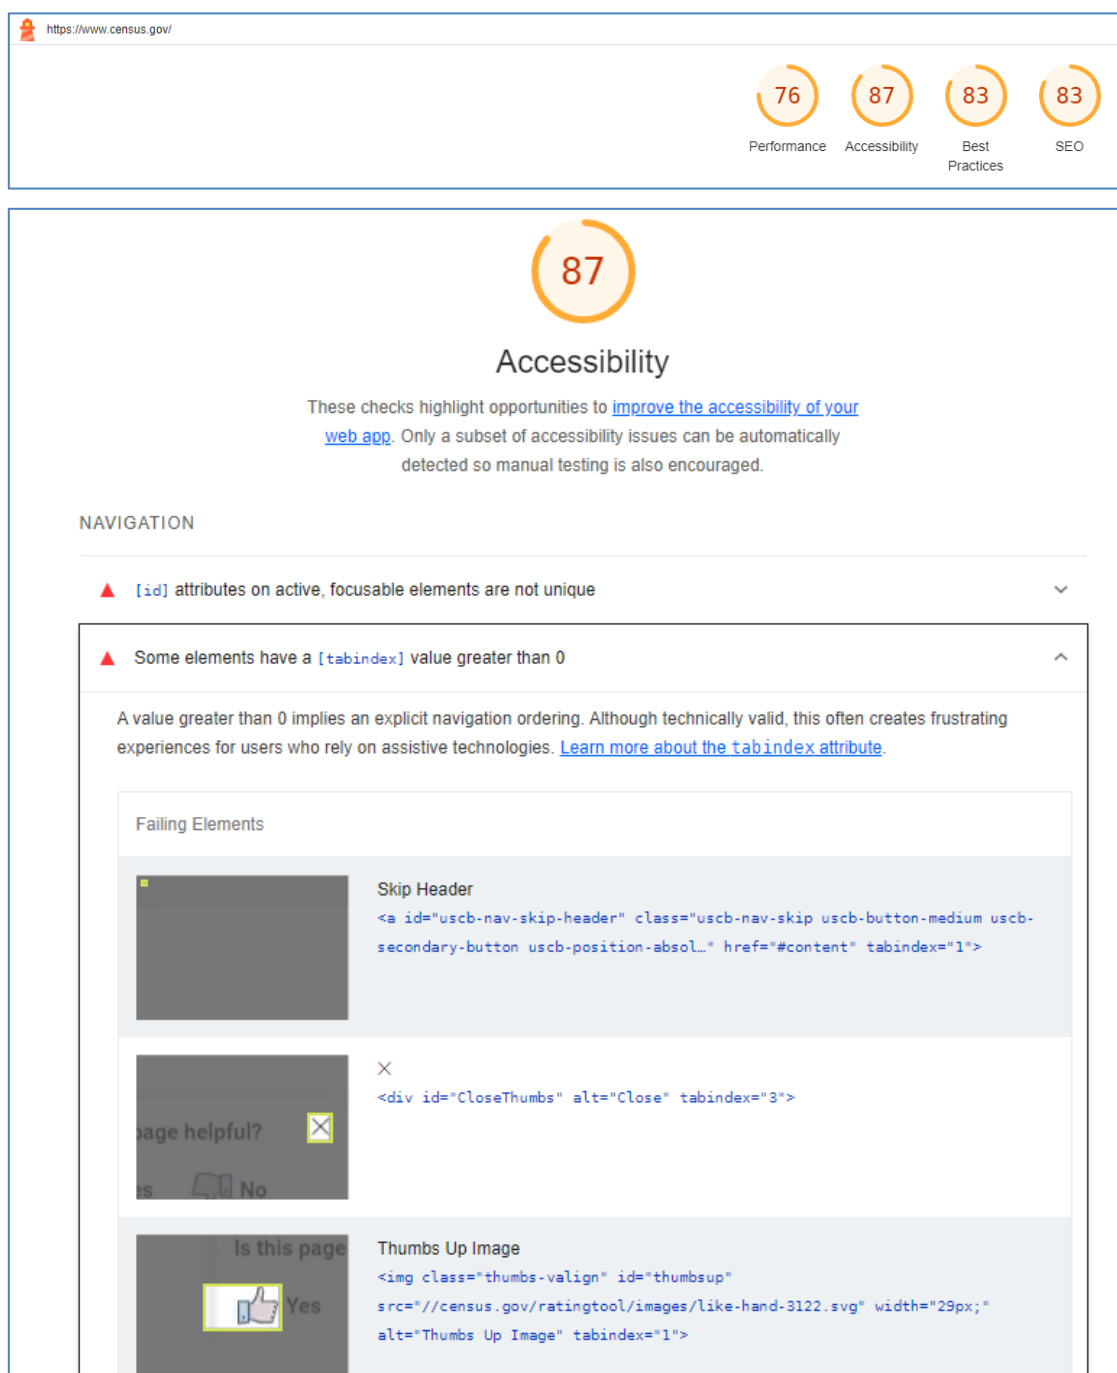 https://www.census.gov/
76
87
83
83
Performance
Accessibility
Best
Practices
SEO
87
Accessibility
These checks highlight opportunities to improve the accessibility of your
web app. Only a subset of accessibility issues can be automatically
detected so manual testing is also encouraged.
NAVIGATION
[id] attributes on active, focusable elements are not unique
Some elements have a [tabindex] value greater than 0
A value greater than 0 implies an explicit navigation ordering. Although technically valid, this often creates frustrating
experiences for users who rely on assistive technologies. Learn more about the tabindex attribute.
Failing Elements
Skip Header
<a id="uscb-nav-skip-header" class="uscb-nav-skip uscb-button-medium uscb-
secondary-button uscb-position-absol…" href="#content" tabindex="1">
page helpful?
es No
<div id="CloseThumbs" alt="Close" tabindex="3">
Is this page
Yes
Thumbs Up Image
<img class="thumbs-valign" id="thumbsup"
src="//census.gov/ratingtool/images/like-hand-3122.svg" width="29px;"
alt="Thumbs Up Image" tabindex="1">